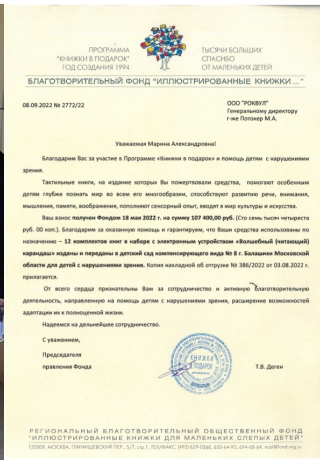 ПРОГРАММА
"КНИЖКИ В ПОДАРОК"
ГОД СОЗДАНИЯ 1994
ТЫСЯЧИ БОЛЬШИХ
СПАСИБО
ОТ МАЛЕНЬКИХ ДЕТЕЙ
БЛАГОТВОРИТЕЛЬНЫЙ ФОНД "ИЛЛЮСТРИРОВАННЫЕ КНИЖКИ..."
08.09.2022 № 2772/22
ООО "РОКВУЛ"
Генеральному директору
г-же Потокер М.А.
Уважаемая Марина Александровна!
Благодарим Вас за участие в Программе «Книжки в подарок» и помощь детям с нарушениями
зрения.
Тактильные книги, на издание которых Вы пожертвовали средства, помогают особенным
детям глубже познать мир во всем его многообразии, способствуют развитию речи, внимания,
мышления, памяти, воображения, пополняют сенсорный опыт, вводят в мир культуры и искусства.
Ваш взнос получен Фондом 18 мая 2022 г. на сумму 107 400,00 руб. (Сто семь тысяч четыреста
руб. 00 коп.). Благодарим за оказанную помощь и гарантируем, что Ваши средства использованы по
назначению – 12 комплектов книг в наборе с электронным устройством «Волшебный (читающий)
карандаш» изданы и переданы в детский сад компенсирующего вида № 8 г. Балашихи Московской
области для детей с нарушениями зрения. Копия накладной об отгрузке № 386/2022 от 03.08.2022 г.
прилагается.
От всего сердца признательны Вам за сотрудничество и активную благотворительную
деятельность, направленную на помощь детям с нарушениями зрения, расширение возможностей
адаптации их к полноценной жизни.
Надеемся на дальнейшее сотрудничество.
С уважением,
Председатель
правления Фонда
КНИЖКИ
В ПОДАРОК
Т.В. Деген
РЕГИОНАЛЬНЫЙ БЛАГОТВОРИТЕЛЬНЫЙ ОБЩЕСТВЕННЫЙ ФОНД
"ИЛЛЮСТРИРОВАННЫЕ КНИЖКИ ДЛЯ МАЛЕНЬКИХ СЛЕПЫХ ДЕТЕЙ"